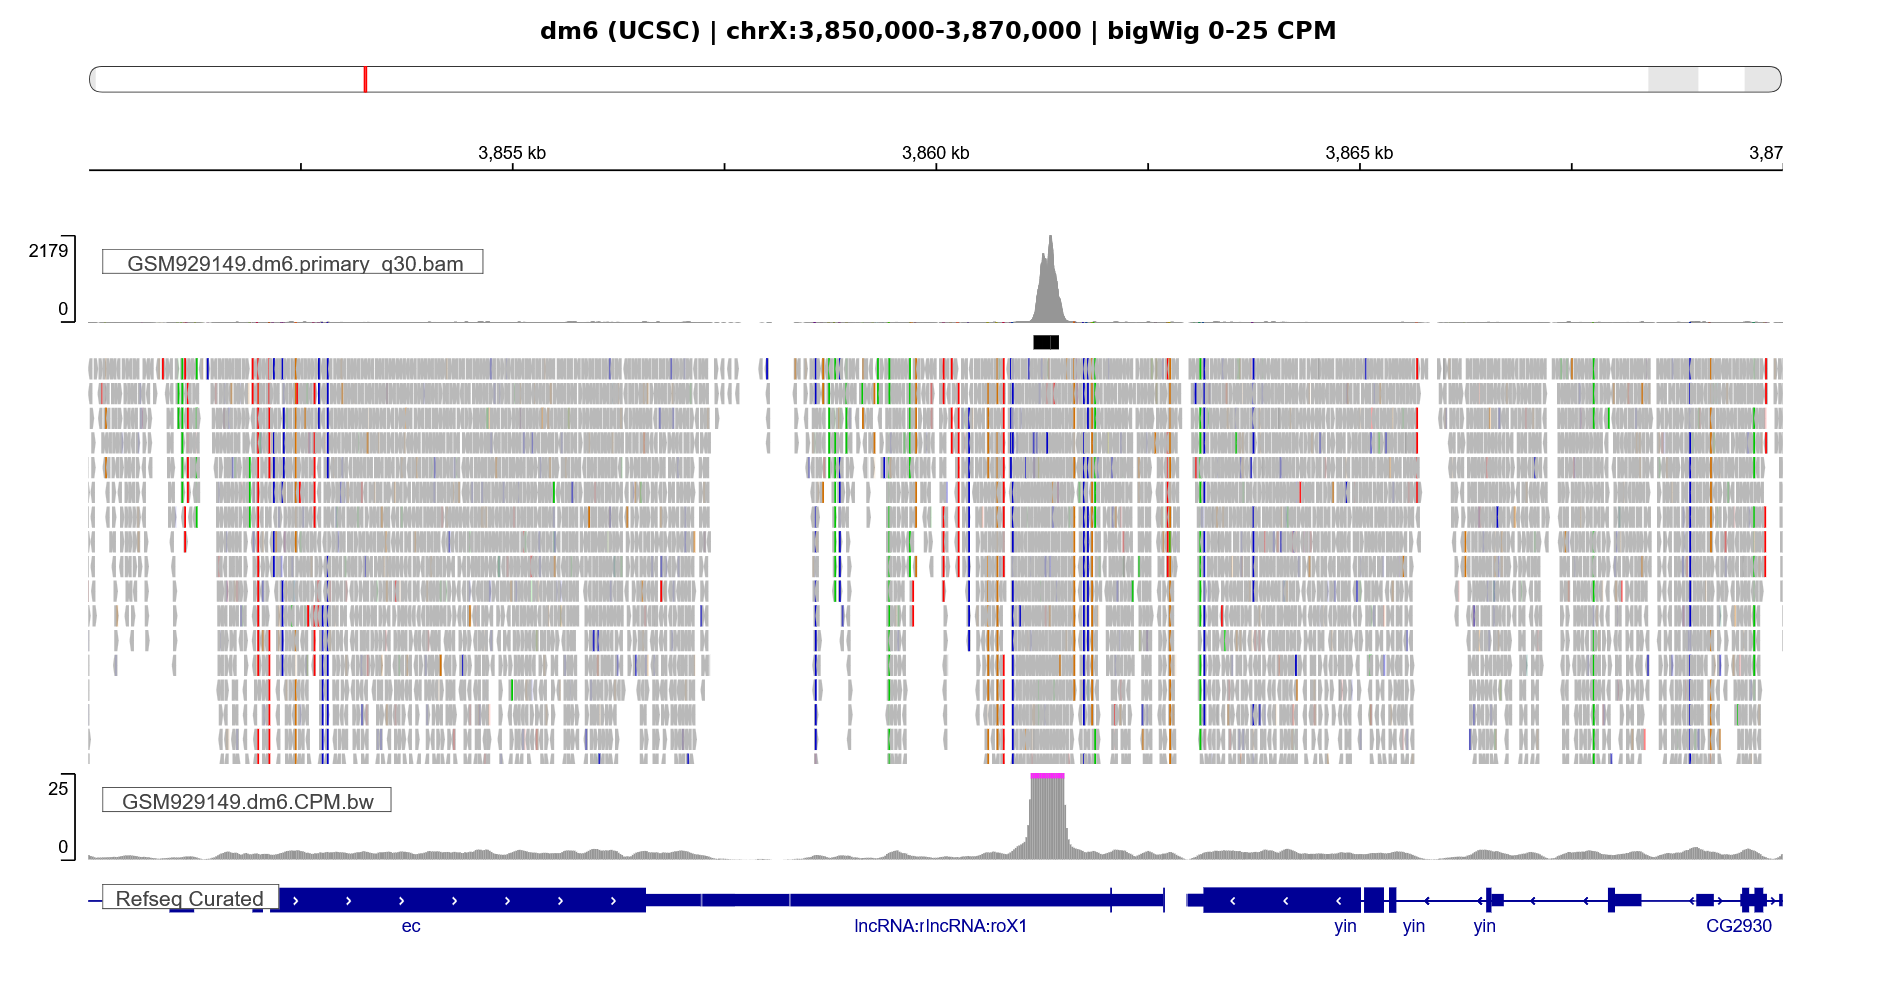 dm6 (UCSC) | chrX:3,850,000-3,870,000 | bigWig 0-25 CPM
3,855 kb 3,860 kb 3,865 kb 3,87
2179
GSM929149.dm6.primary_q30.bam
0
25
GSM929149.dm6.CPM.bw
0
Refseq Curated
ec lncRNA:rlncRNA:roX1 yin yin yin CG2930